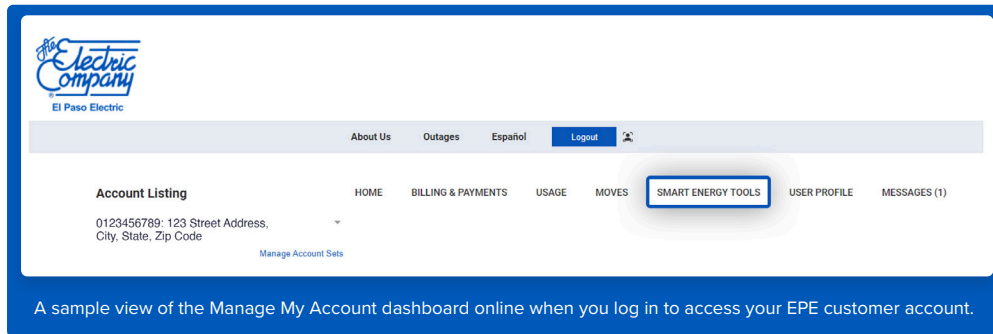 the
Electric
Company
®
El Paso Electric
About Us Outages Español Logout
Account Listing HOME BILLING & PAYMENTS USAGE MOVES SMART ENERGY TOOLS USER PROFILE MESSAGES (1)
0123456789: 123 Street Address,
City, State, Zip Code
Manage Account Sets
A sample view of the Manage My Account dashboard online when you log in to access your EPE customer account.